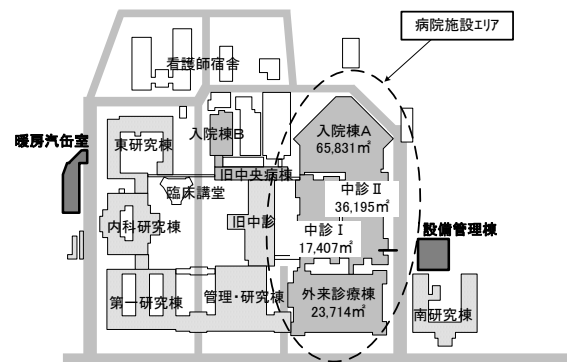 病院施設エリア
看護師宿舎
入院棟B
入院棟A
65,831㎡
暖房汽缶室
東研究棟
旧中央病棟
臨床講堂
中診Ⅱ
36,195㎡
内科研究棟
旧中診
中診Ⅰ
17,407㎡
設備管理棟
第一研究棟
管理・研究棟
外来診療棟
23,714㎡
南研究棟